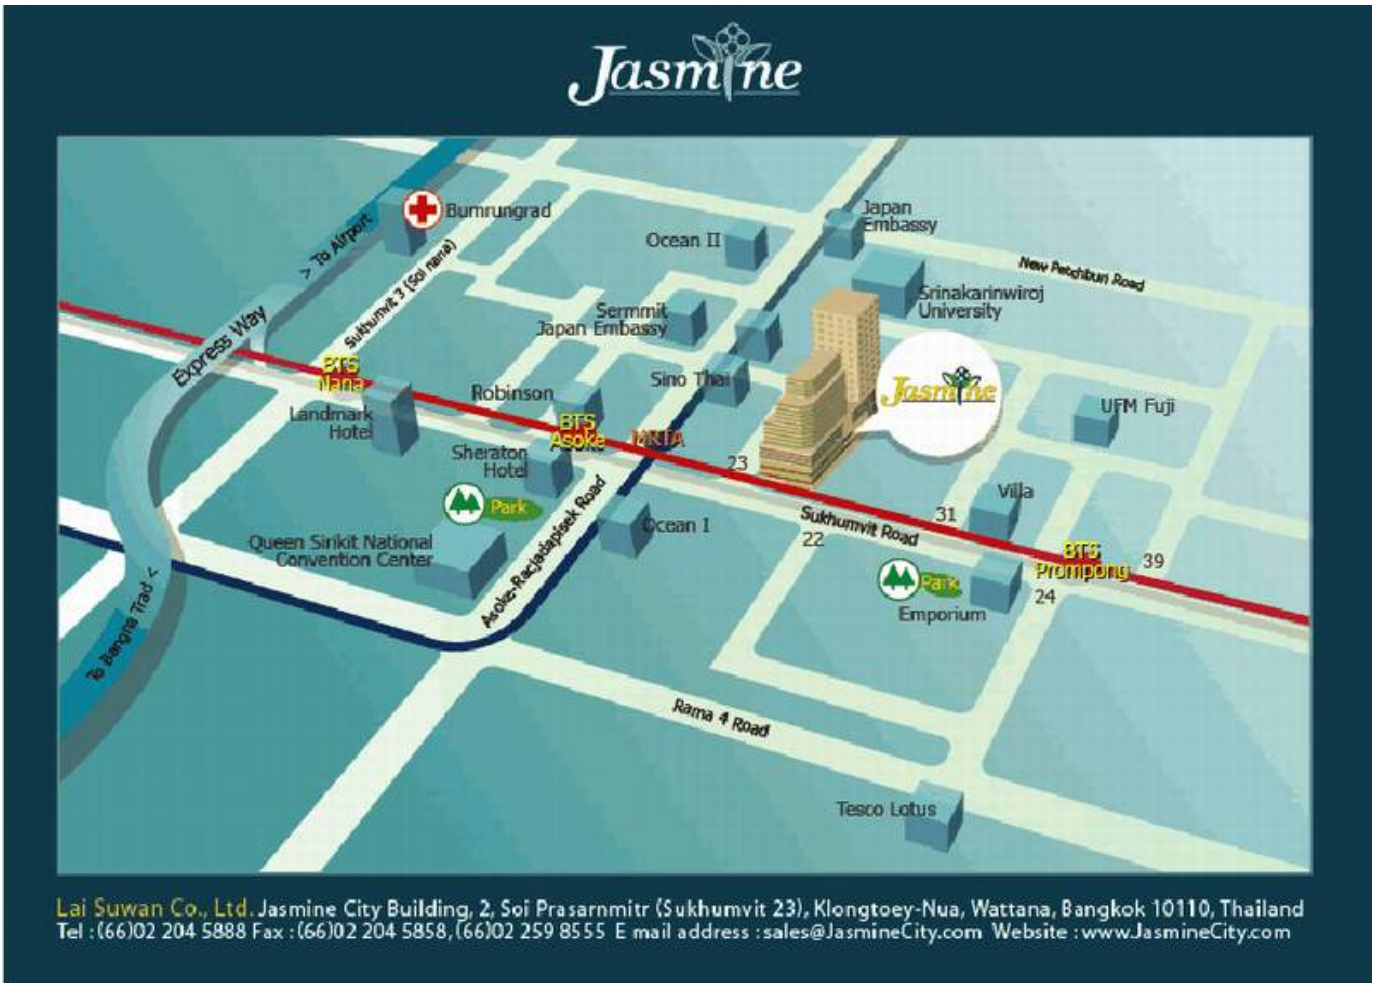 Jasmine
Bumrungrad
> To Airport
Sukhumvit 3 (Soi nana)
Express Way
Ocean II
Japan
Embassy
New Petchburi Road
Srinakarinwiroj
University
Sermmit
Japan Embassy
Sino Thai
Jasmine
UFM Fuji
BTS
Nana
Landmark
Hotel
Robinson
BTS
Asoke
Asoke
MRTA
Sheraton
Hotel
Park
23
Sukhumvit Road
22
31
Villa
Ocean I
Queen Sirikit National
Convention Center
Asoke-Racjadapisek Road
BTS
Prompong
39
24
Park
Emporium
To Bangna Trad <
Rama 4 Road
Tesco Lotus
Lai Suwan Co., Ltd. Jasmine City Building, 2, Soi Prasarnmitr (Sukhumvit 23), Klongtoey-Nua, Wattana, Bangkok 10110, Thailand
Tel : (66)02 204 5888 Fax : (66)02 204 5858, (66)02 259 8555 E mail address : sales@JasmineCity.com Website : www.JasmineCity.com